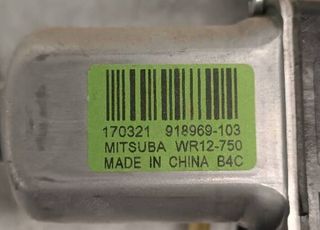 170321 918969-103
MITSUBA WR12-750
MADE IN CHINA B4C